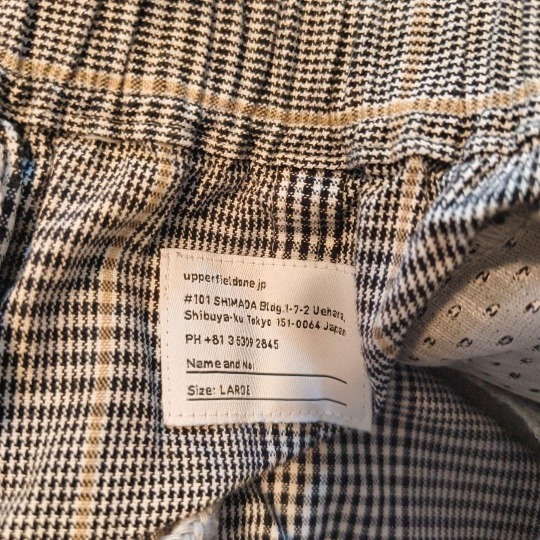 upperfieldone.jp
#101 SHIMADA Bldg.1-7-2 Uehara,
Shibuya-ku Tokyo 151-0064 Japan
PH +81 3 5309 2845
Name and No:
Size: LARGE